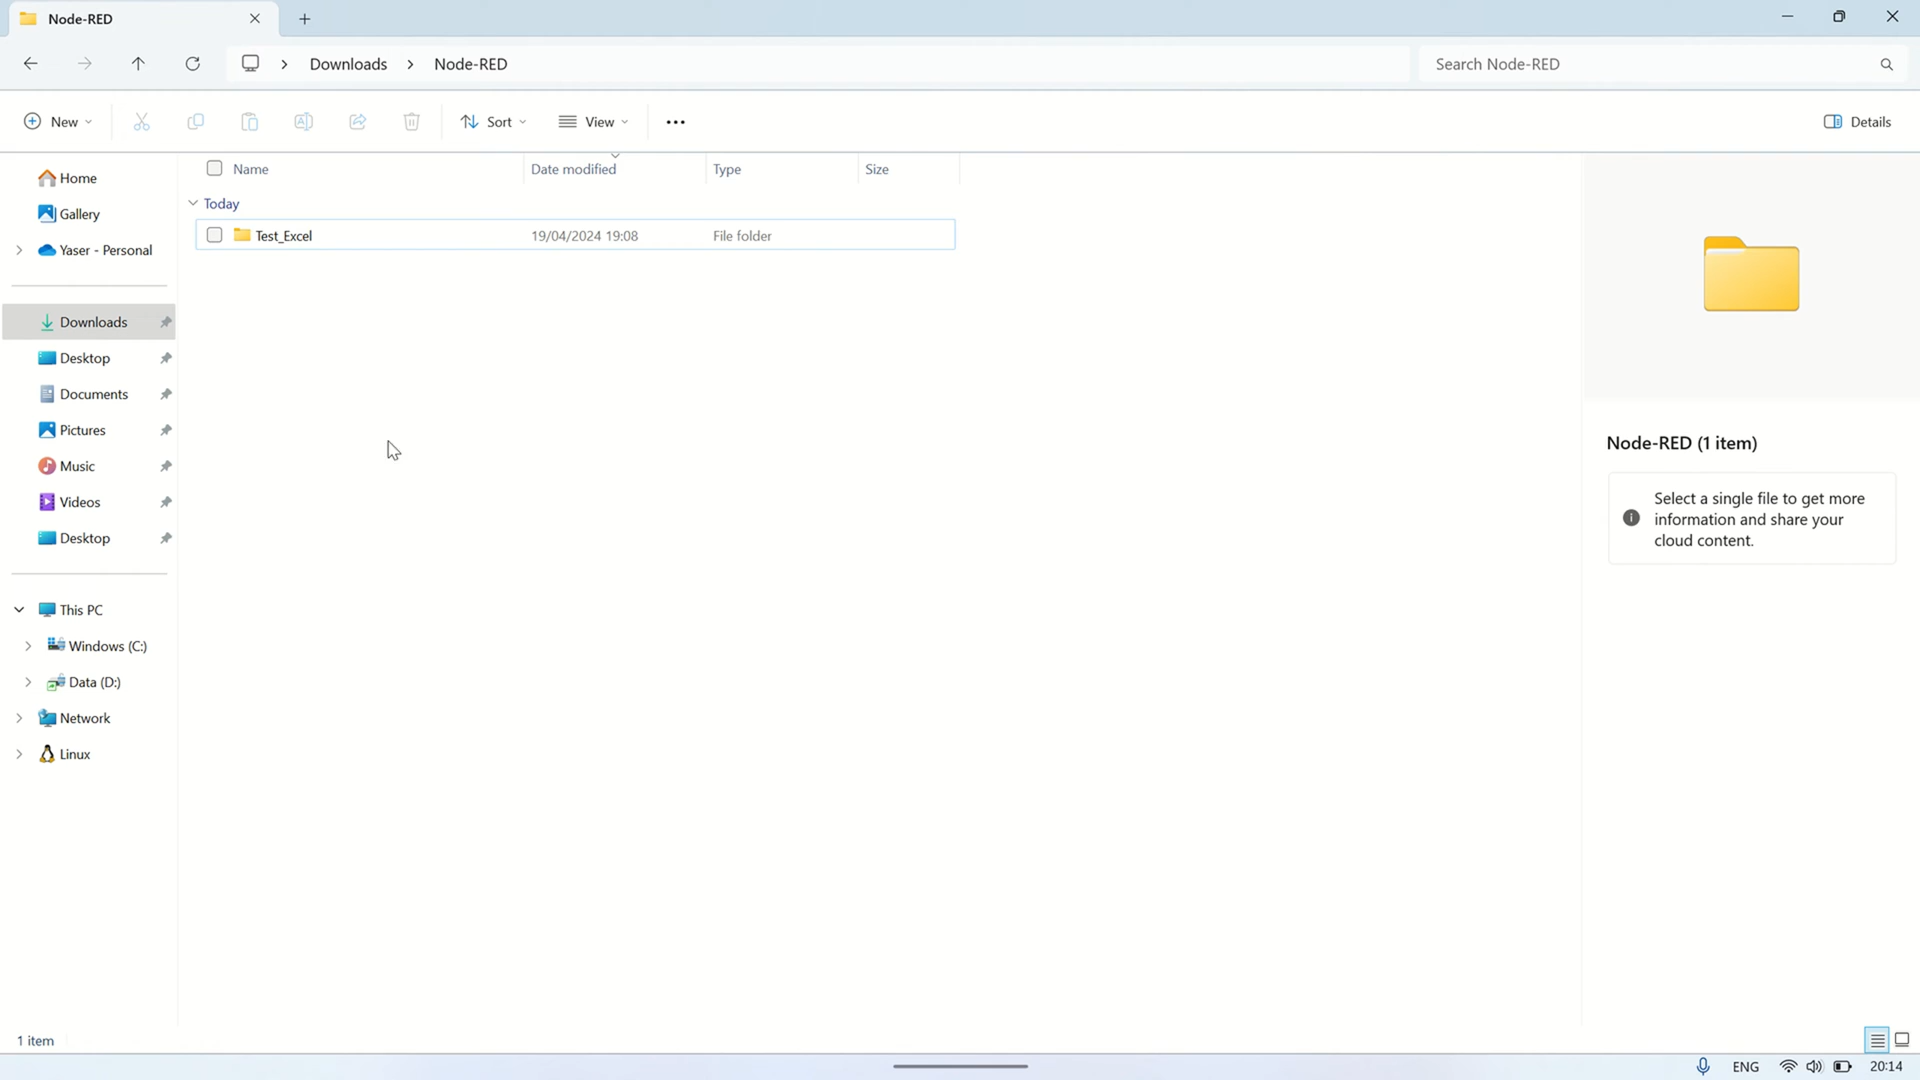 Node-RED
Downloads > Node-RED
Search Node-RED
New
Sort
View
Details
Home
Gallery
Yaser - Personal
Downloads
Desktop
Documents
Pictures
Music
Videos
Desktop
This PC
Windows (C:)
Data (D:)
Network
Linux
Name Date modified Type Size
Today
Test_Excel 19/04/2024 19:08 File folder
Node-RED (1 item)
Select a single file to get more
information and share your
cloud content.
1 item
ENG 20:14